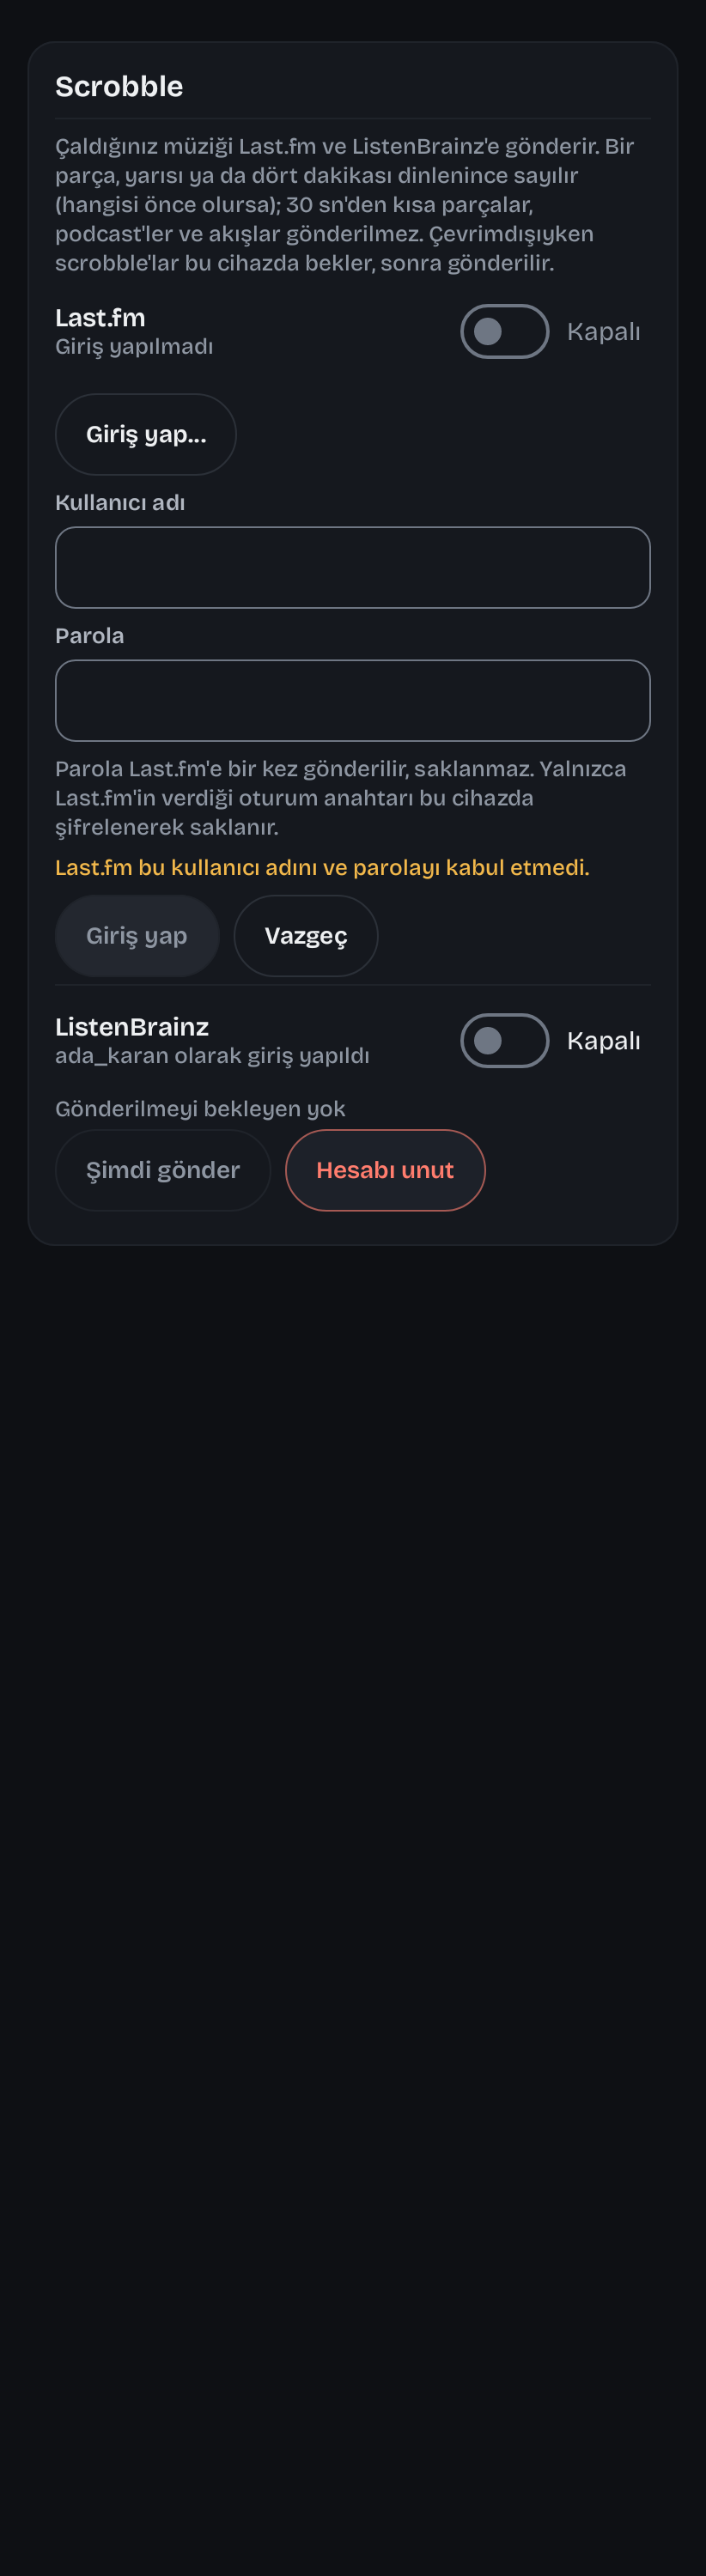 Scrobble
Çaldığınız müziği Last.fm ve ListenBrainz'e gönderir. Bir
parça, yarısı ya da dört dakikası dinlenince sayılır
(hangisi önce olursa); 30 sn'den kısa parçalar,
podcast'ler ve akışlar gönderilmez. Çevrimdışıyken
scrobble'lar bu cihazda bekler, sonra gönderilir.
Last.fm
Giriş yapılmadı
Kapalı
Giriş yap...
Kullanıcı adı
Parola
Parola Last.fm'e bir kez gönderilir, saklanmaz. Yalnızca
Last.fm'in verdiği oturum anahtarı bu cihazda
şifrelenerek saklanır.
Last.fm bu kullanıcı adını ve parolayı kabul etmedi.
Giriş yap
Vazgeç
ListenBrainz
ada_karan olarak giriş yapıldı
Kapalı
Gönderilmeyi bekleyen yok
Şimdi gönder
Hesabı unut